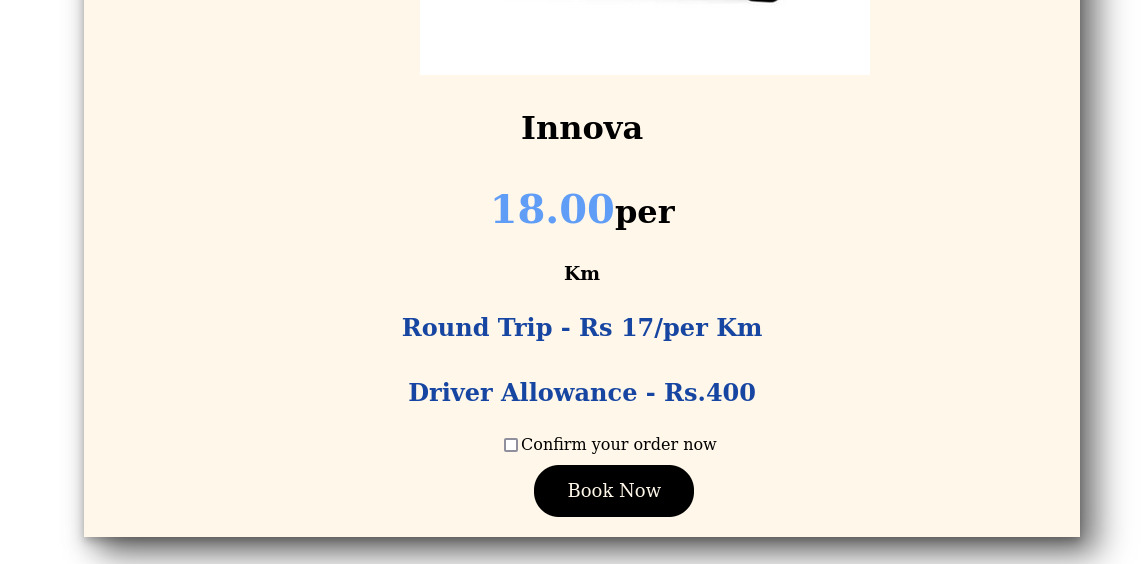 Innova
18.00per
Km
Round Trip - Rs 17/per Km
Driver Allowance - Rs.400
Confirm your order now
Book Now